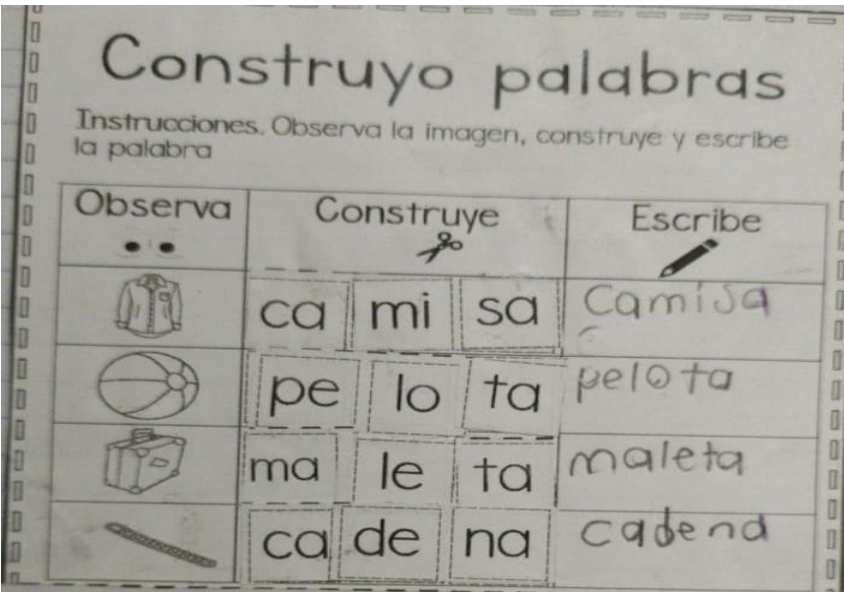 Construyo palabras
Instrucciones. Observa la imagen, construye y escribe
la palabra
Observa Construye Escribe
ca mi sa Camisa
pe lo ta pelota
ma le ta maleta
ca de na cadena